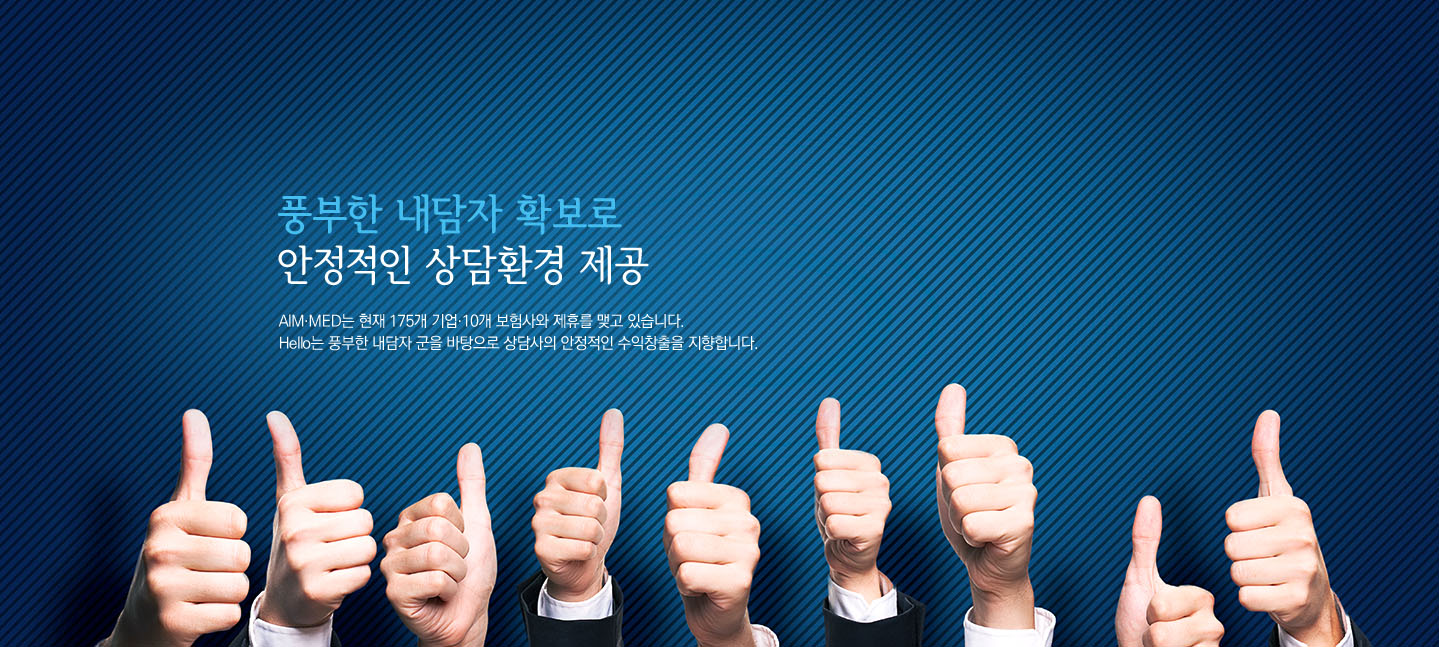 풍부한 내담자 확보로
안정적인 상담환경 제공
AIM·MED는 현재 175개 기업·10개 보험사와 제휴를 맺고 있습니다.
Hello는 풍부한 내담자 군을 바탕으로 상담사의 안정적인 수익창출을 지향합니다.